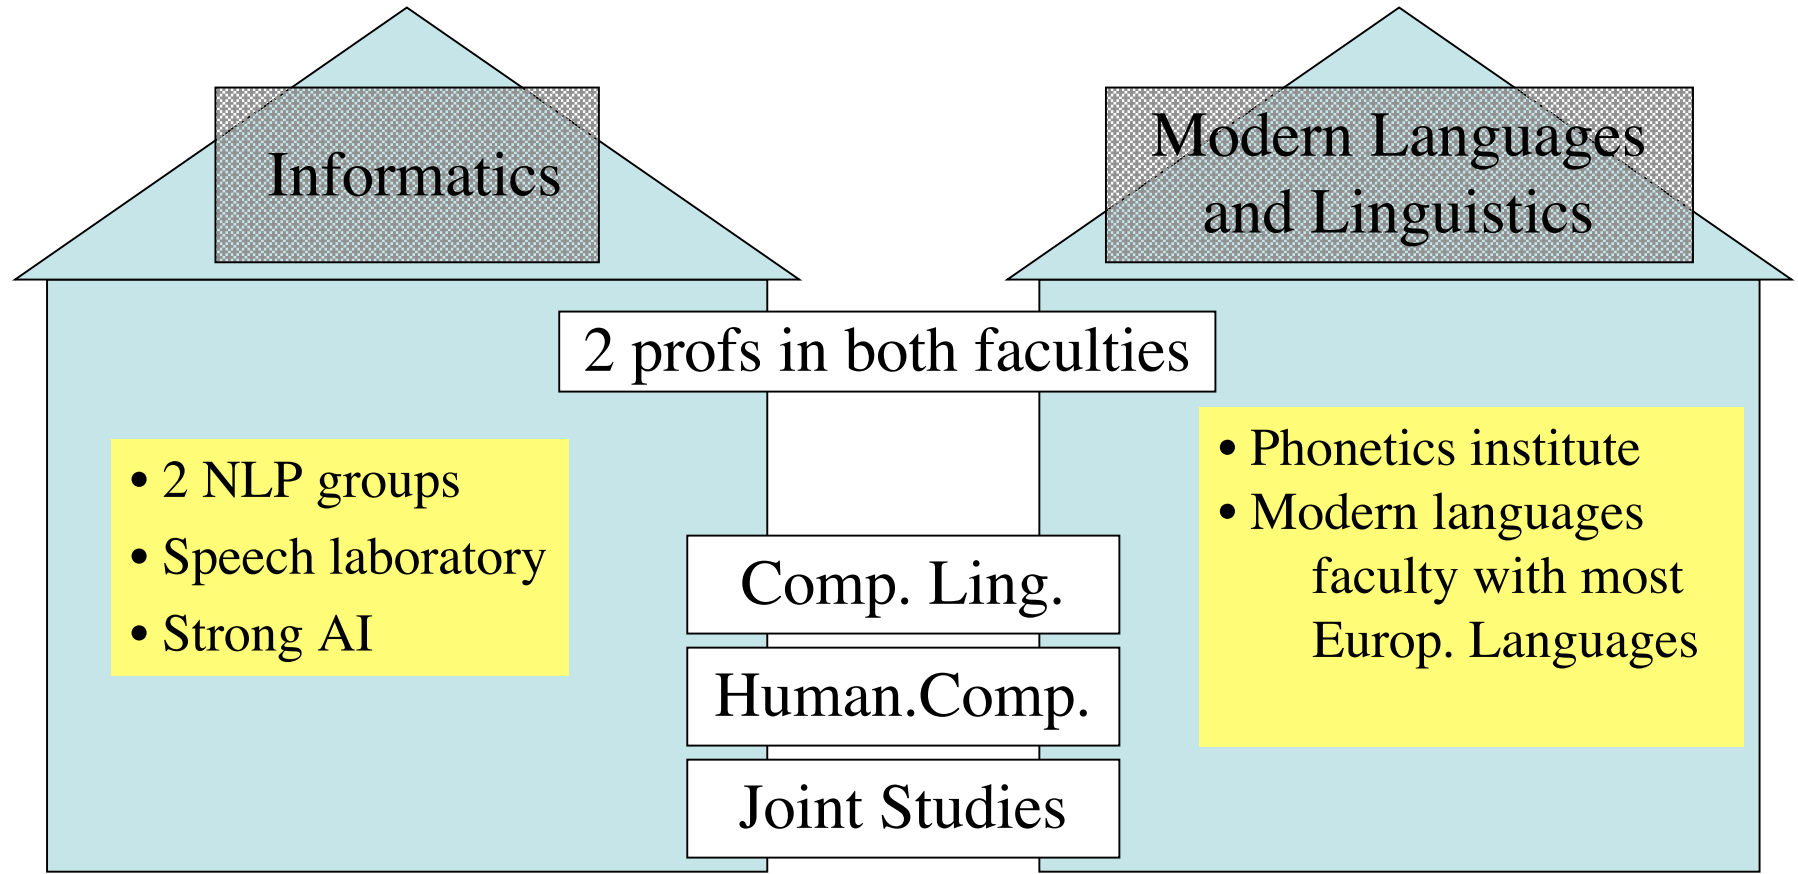 Informatics
Modern Languages
and Linguistics
2 profs in both faculties
• 2 NLP groups
• Speech laboratory
• Strong AI
• Phonetics institute
• Modern languages
faculty with most
Europ. Languages
Comp. Ling.
Human.Comp.
Joint Studies